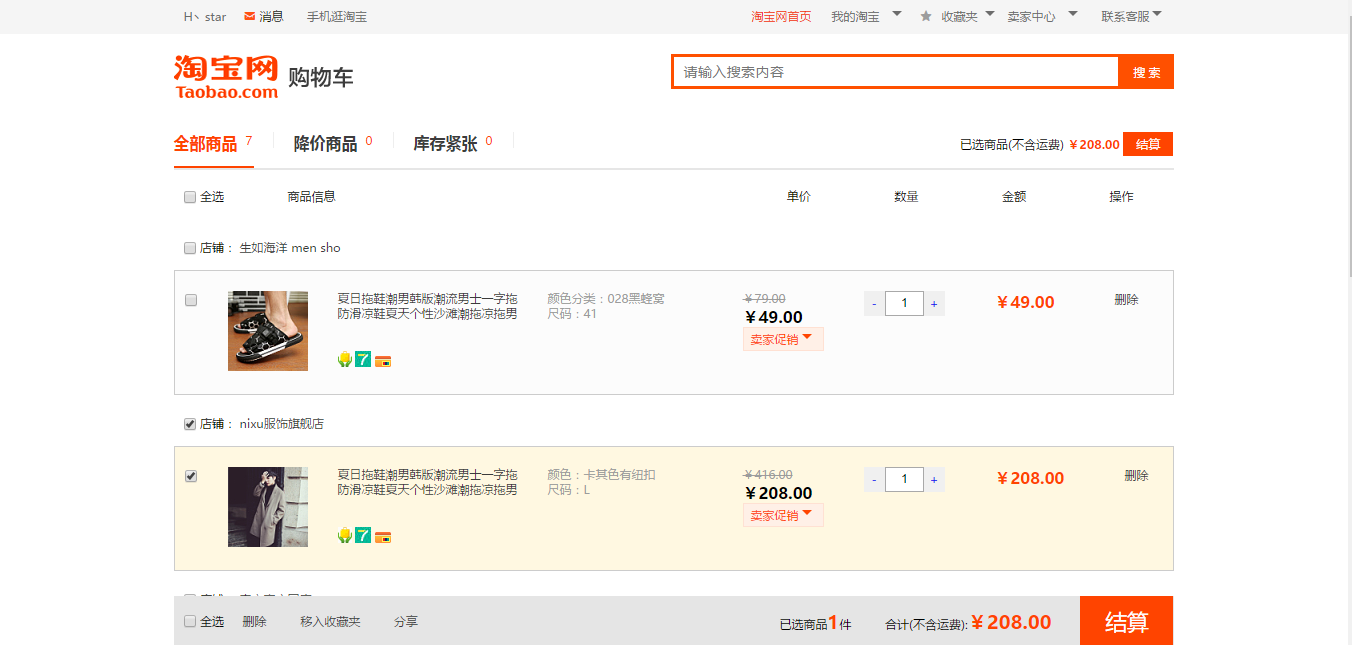 H丶star 消息 手机逛淘宝 淘宝网首页 我的淘宝 收藏夹 卖家中心 联系客服
淘宝网 Taobao.com 购物车 请输入搜索内容 搜 索
全部商品 7 降价商品 0 库存紧张 0 已选商品(不含运费) ￥208.00 结算
全选 商品信息 单价 数量 金额 操作
店铺： 生如海洋 men sho
夏日拖鞋潮男韩版潮流男士一字拖
防滑凉鞋夏天个性沙滩潮拖凉拖男
颜色分类：028黑蜂窝
尺码：41
￥79.00
￥49.00
卖家促销
- 1 +
￥49.00
删除
7
店铺： nixu服饰旗舰店
夏日拖鞋潮男韩版潮流男士一字拖
防滑凉鞋夏天个性沙滩潮拖凉拖男
颜色：卡其色有纽扣
尺码：L
￥416.00
￥208.00
卖家促销
- 1 +
￥208.00
删除
7
全选 删除 移入收藏夹 分享 已选商品1件 合计(不含运费): ￥208.00 结算